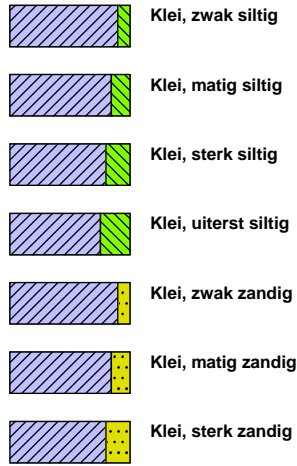 Klei, zwak siltig
Klei, matig siltig
Klei, sterk siltig
Klei, uiterst siltig
Klei, zwak zandig
Klei, matig zandig
Klei, sterk zandig